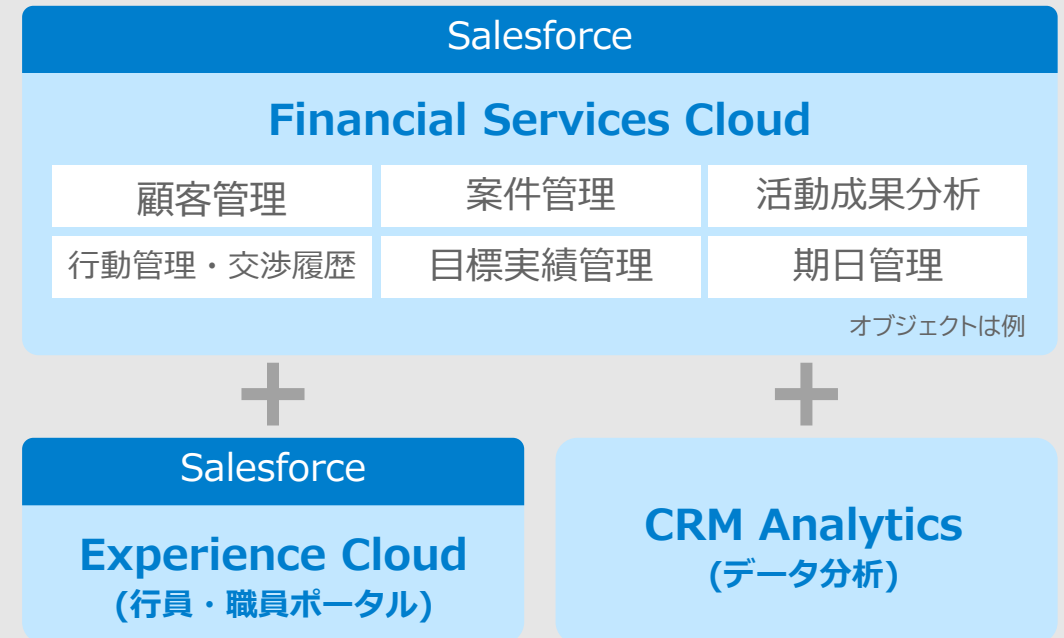 Salesforce
Financial Services Cloud
顧客管理
案件管理
活動成果分析
行動管理・交渉履歴
目標実績管理
期日管理
オブジェクトは例
+
+
Salesforce
Experience Cloud
(行員・職員ポータル)
CRM Analytics
(データ分析)